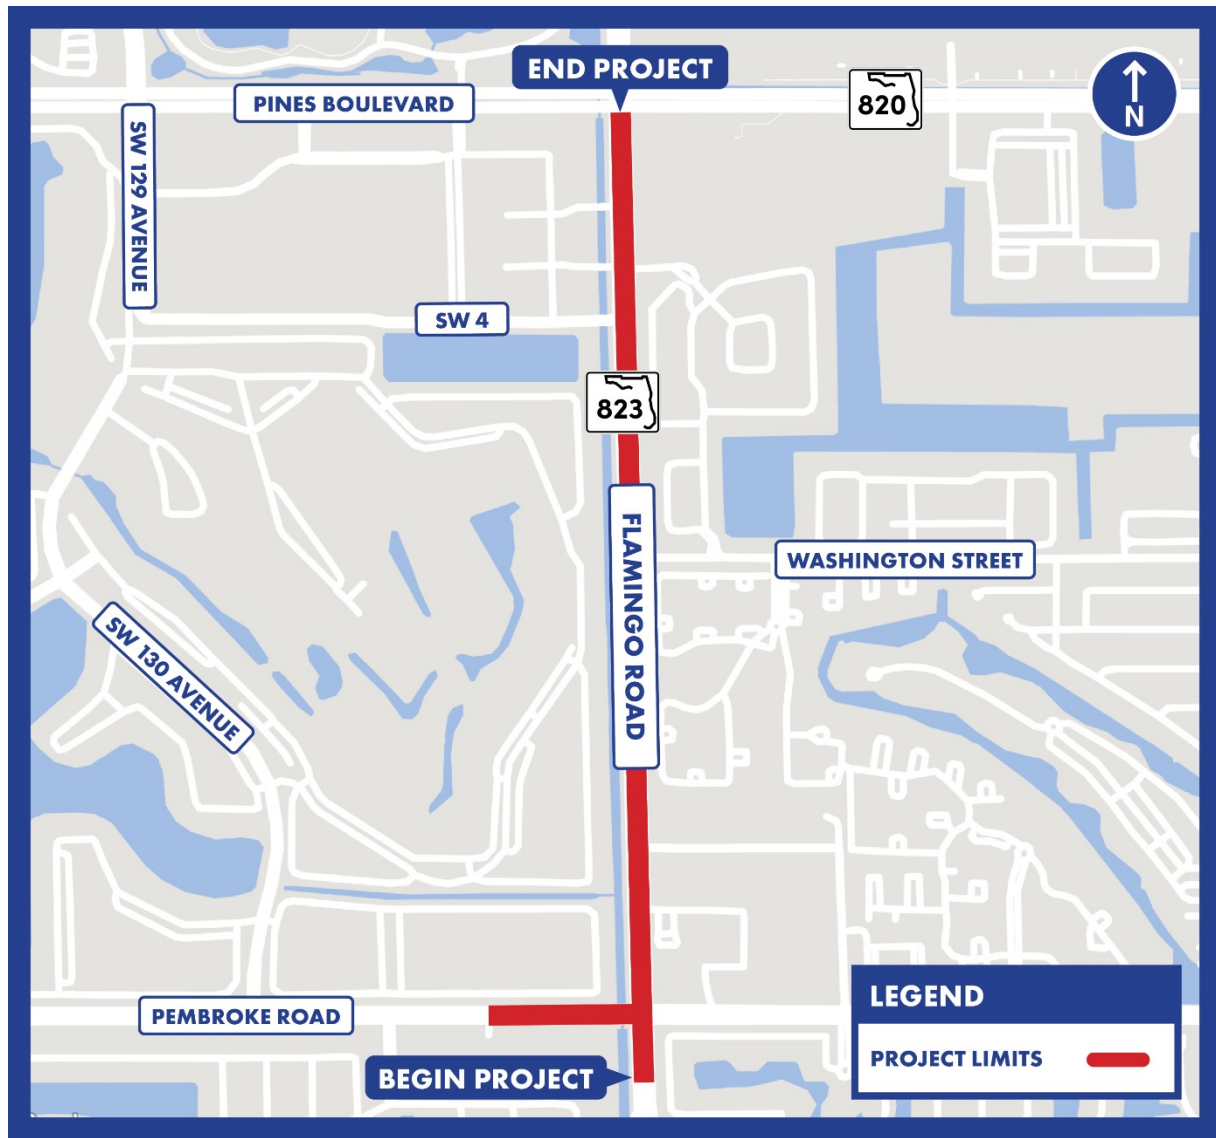 END PROJECT
PINES BOULEVARD
820
N
SW 129 AVENUE
SW 4
823
FLAMINGO ROAD
WASHINGTON STREET
SW 130 AVENUE
PEMBROKE ROAD
BEGIN PROJECT
LEGEND
PROJECT LIMITS